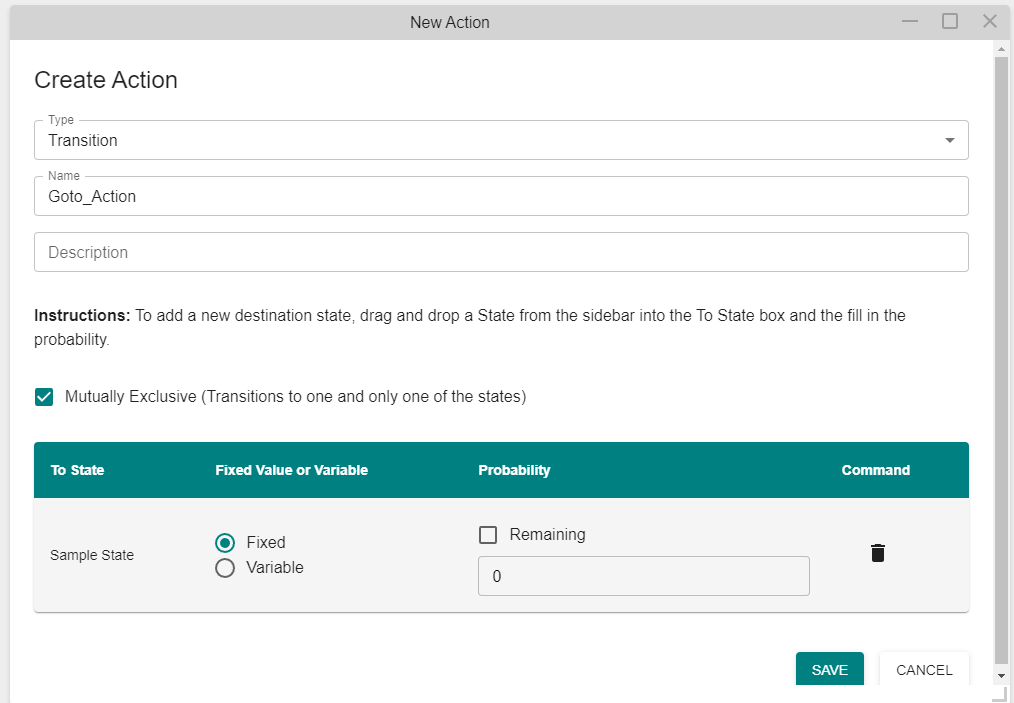 New Action
Create Action
Type
Transition
Name
Goto_Action
Description
Instructions: To add a new destination state, drag and drop a State from the sidebar into the To State box and the fill in the
probability.
Mutually Exclusive (Transitions to one and only one of the states)
To State Fixed Value or Variable Probability Command
Sample State
Fixed
Variable
Remaining
0
SAVE CANCEL